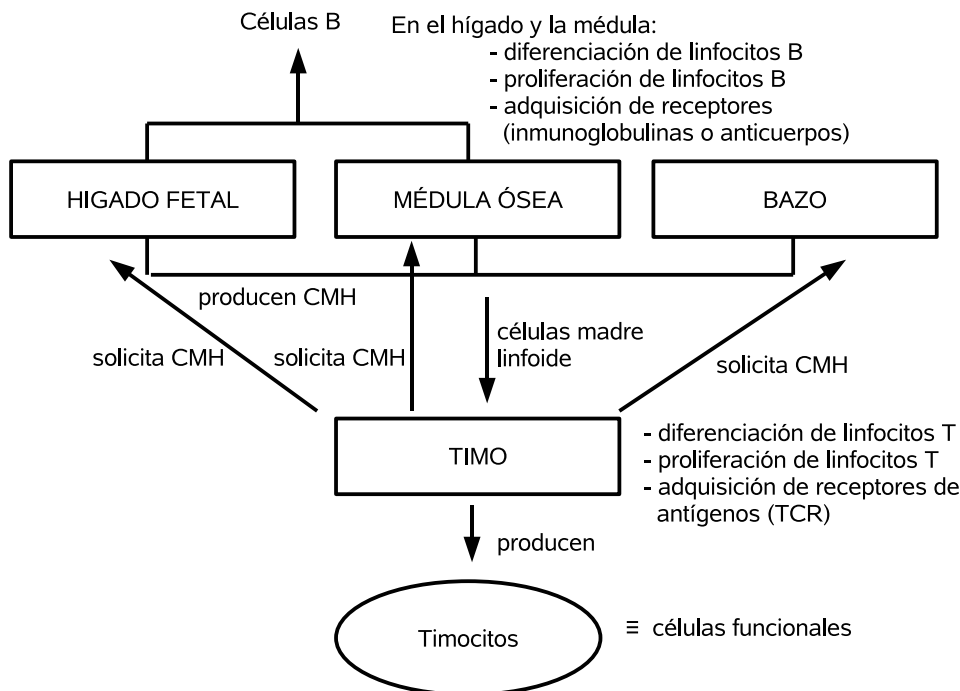 Células B
En el hígado y la médula:
- diferenciación de linfocitos B
- proliferación de linfocitos B
- adquisición de receptores
(inmunoglobulinas o anticuerpos)
HIGADO FETAL
MÉDULA ÓSEA
BAZO
producen CMH
solicita CMH
solicita CMH
células madre
linfoide
solicita CMH
TIMO
- diferenciación de linfocitos T
- proliferación de linfocitos T
- adquisición de receptores de
antígenos (TCR)
producen
Timocitos
≡ células funcionales